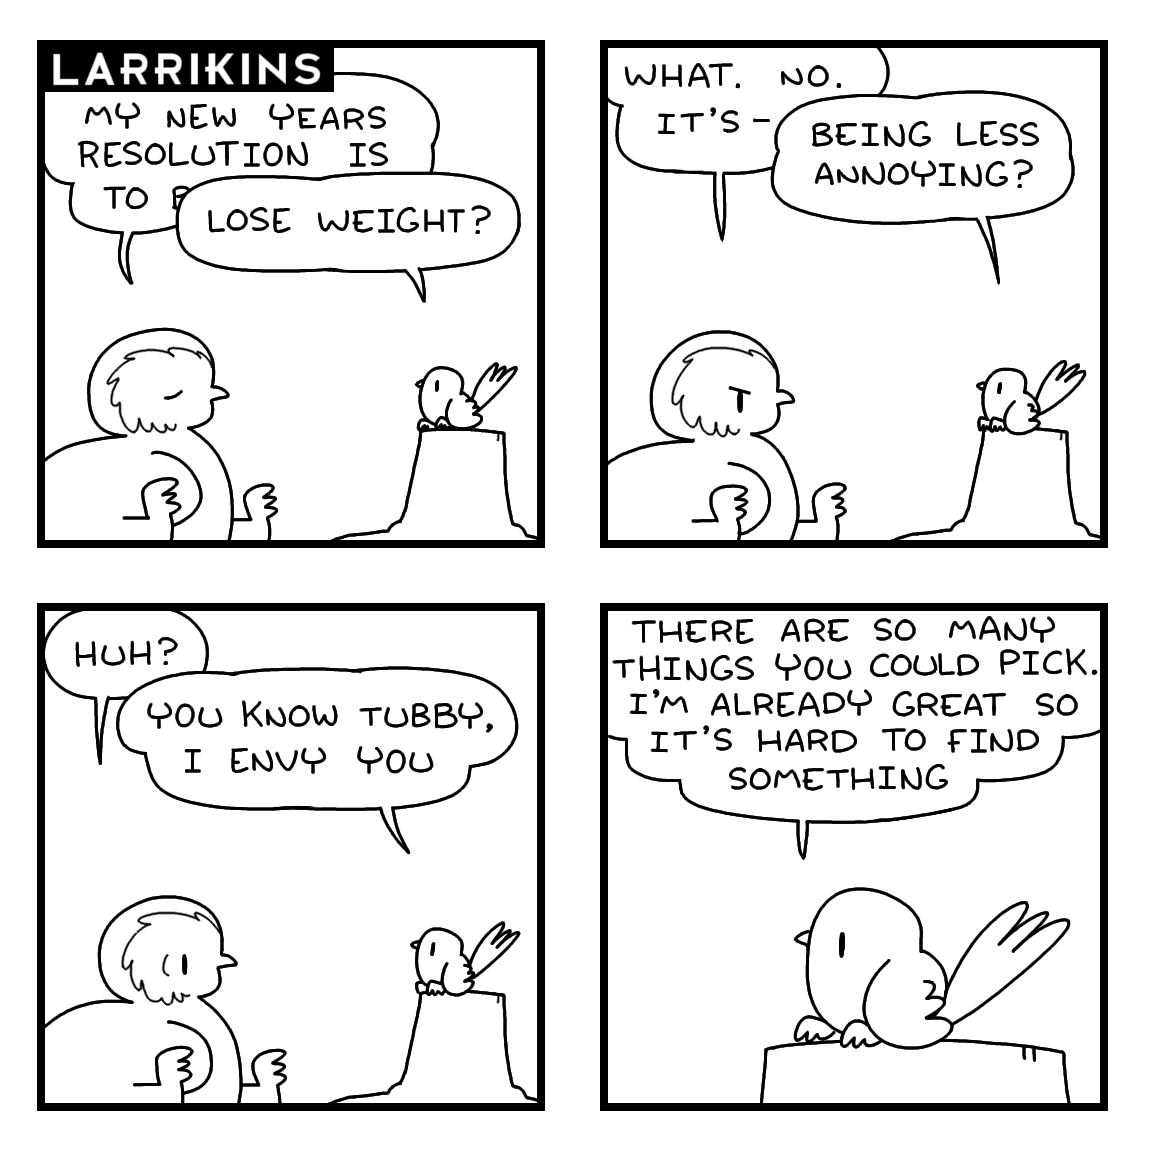 LARRIKINS
MY NEW YEARS
RESOLUTION IS
TO
LOSE WEIGHT?
WHAT. NO.
IT'S -
BEING LESS
ANNOYING?
HUH?
YOU KNOW TUBBY,
I ENVY YOU
THERE ARE SO MANY
THINGS YOU COULD PICK.
I'M ALREADY GREAT SO
IT'S HARD TO FIND
SOMETHING